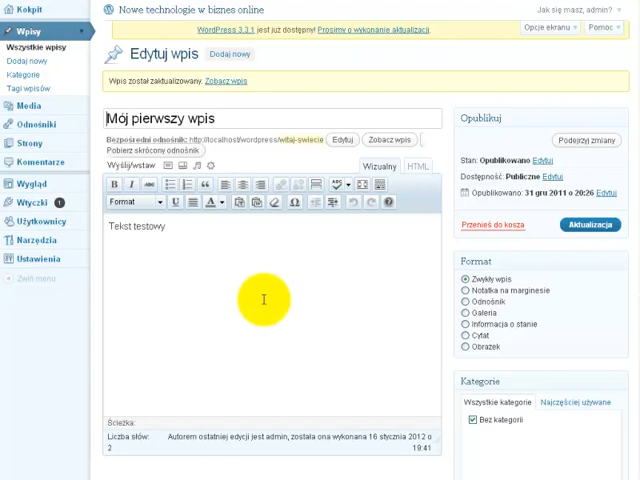 Kokpit
Nowe technologie w biznes online
Jak się masz, admin?
WordPress 3.3.1 jest już dostępny! Prosimy o wykonanie aktualizacji.
Opcje ekranu
Pomoc
Wpisy
Wszystkie wpisy
Dodaj nowy
Kategorie
Tagi wpisów
Media
Odnośniki
Strony
Komentarze
Wygląd
Wtyczki 1
Użytkownicy
Narzędzia
Ustawienia
Zwiń menu
Edytuj wpis
Dodaj nowy
Wpis został zaktualizowany. Zobacz wpis
Mój pierwszy wpis
Bezpośredni odnośnik: http://localhost/wordpress/witaj-swiecie
Edytuj
Zobacz wpis
Pobierz skrócony odnośnik
Wyślij/wstaw
Wizualny
HTML
B I ABC
ABC
Format
U
A
Ω
Tekst testowy
Ścieżka:
Liczba słów: 2
Autorem ostatniej edycji jest admin, została ona wykonana 16 stycznia 2012 o
19:41
Opublikuj
Podejrzyj zmiany
Stan: Opublikowano Edytuj
Dostępność: Publiczne Edytuj
Opublikowano: 31 gru 2011 o 20:26 Edytuj
Przenieś do kosza
Aktualizacja
Format
Zwykły wpis
Notatka na marginesie
Odnośnik
Galeria
Informacja o stanie
Cytat
Obrazek
Kategorie
Wszystkie kategorie
Najczęściej używane
Bez kategorii